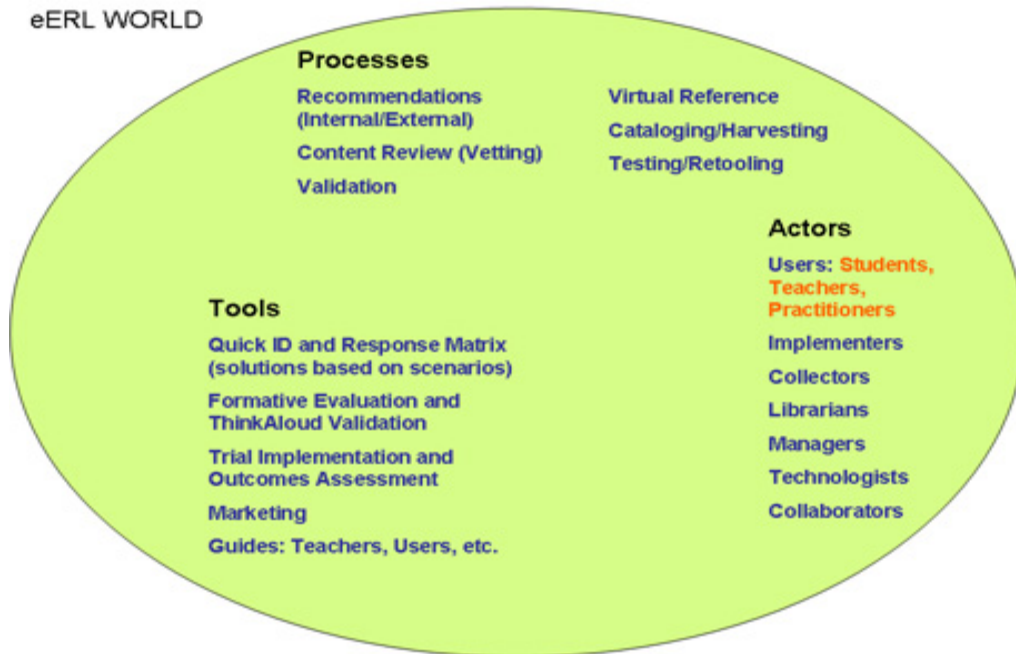 eERL WORLD
Processes
Recommendations
(Internal/External)
Content Review (Vetting)
Validation
Virtual Reference
Cataloging/Harvesting
Testing/Retooling
Actors
Users: Students,
Teachers,
Practitioners
Implementers
Collectors
Librarians
Managers
Technologists
Collaborators
Tools
Quick ID and Response Matrix
(solutions based on scenarios)
Formative Evaluation and
ThinkAloud Validation
Trial Implementation and
Outcomes Assessment
Marketing
Guides: Teachers, Users, etc.